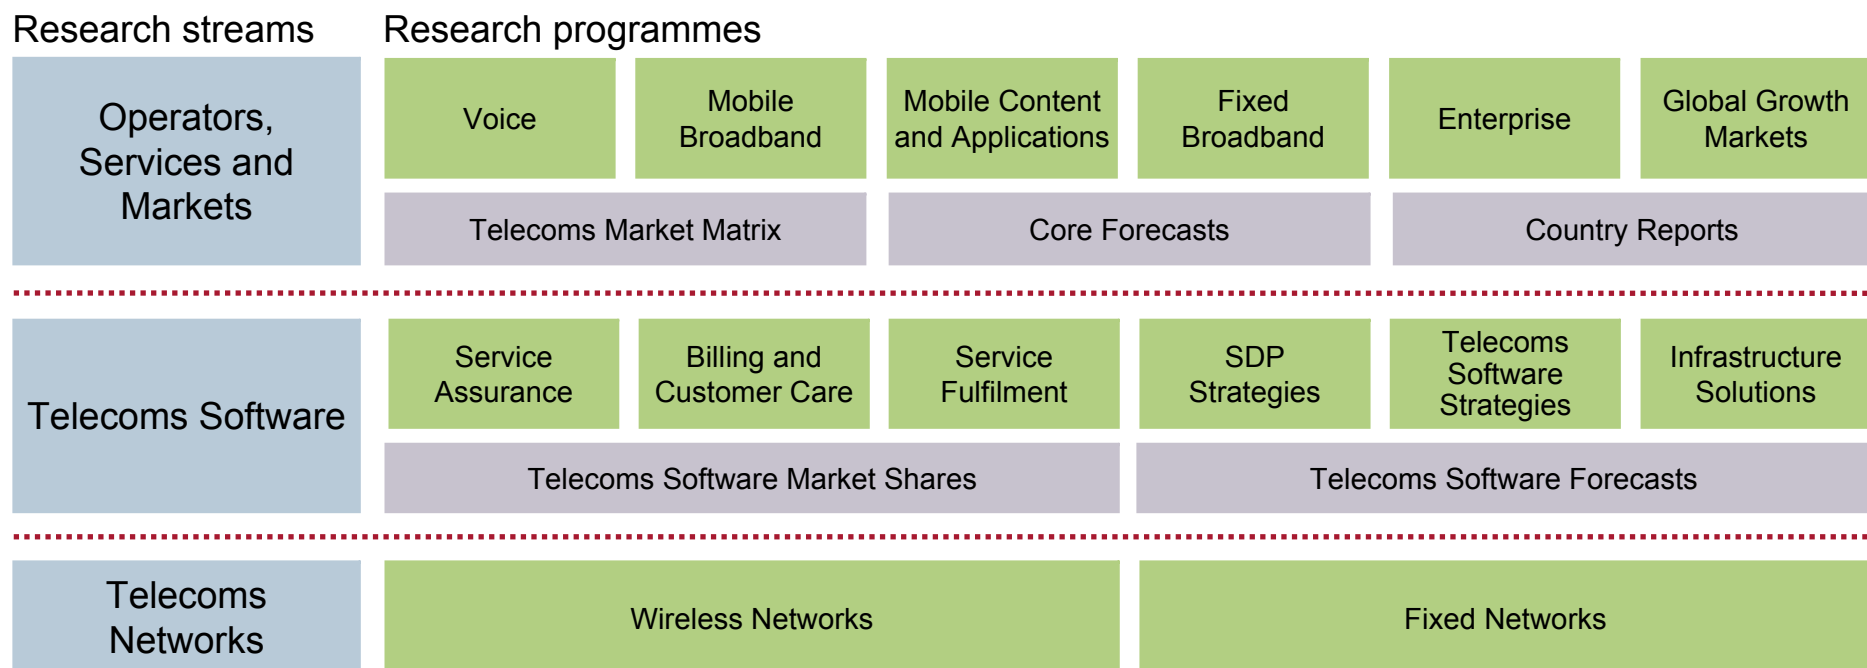 Research streams
Research programmes
Operators,
Services and
Markets
Voice
Mobile
Broadband
Mobile Content
and Applications
Fixed
Broadband
Enterprise
Global Growth
Markets
Telecoms Market Matrix
Core Forecasts
Country Reports
Telecoms Software
Service
Assurance
Billing and
Customer Care
Service
Fulfilment
SDP
Strategies
Telecoms
Software
Strategies
Infrastructure
Solutions
Telecoms Software Market Shares
Telecoms Software Forecasts
Telecoms
Networks
Wireless Networks
Fixed Networks